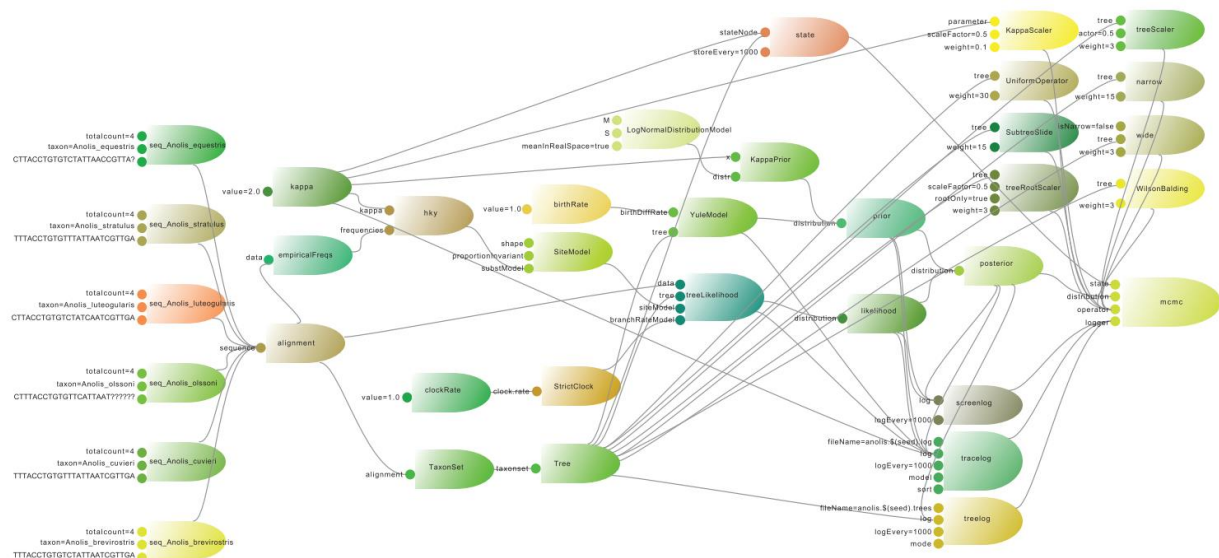 totalcount=4
taxon=Anolis_equestris
CTTACCTGTGTCTATTAACCGTTA?
seq_Anolis_equestris
totalcount=4
taxon=Anolis_stratulus
TTTACCTGTGTTTATTAATCGTTGA
seq_Anolis_stratulus
totalcount=4
taxon=Anolis_luteogularis
CTTACCTGTGTCTATCAATCGTTGA
seq_Anolis_luteogularis
totalcount=4
taxon=Anolis_olssoni
CTTTACCTGTGTTCATTAAT??????
seq_Anolis_olssoni
totalcount=4
taxon=Anolis_cuvieri
TTTACCTGTGTTTATTAATCGTTGA
seq_Anolis_cuvieri
totalcount=4
taxon=Anolis_brevirostris
TTTACCTGTGTCTATTAATCGTTGA
seq_Anolis_brevirostris
value=2.0
kappa
data
empiricalFreqs
sequence
alignment
kappa
frequencies
hky
value=1.0
clockRate
alignment
TaxonSet
value=1.0
birthRate
shape
proportionInvariant
substModel
SiteModel
clock.rate
StrictClock
taxonset
Tree
M
S
meanInRealSpace=true
LogNormalDistributionModel
birthDiffRate
tree
YuleModel
data
tree
siteModel
branchRateModel
treeLikelihood
stateNode
storeEvery=1000
state
x
distr
KappaPrior
distribution
prior
distribution
likelihood
distribution
posterior
log
logEvery=1000
screenlog
fileName=anolis.$(seed).log
log
logEvery=1000
model
sort
tracelog
fileName=anolis.$(seed).trees
log
logEvery=1000
mode
treelog
parameter
scaleFactor=0.5
weight=0.1
KappaScaler
tree
weight=30
UniformOperator
tree
weight=15
SubtreeSlide
tree
scaleFactor=0.5
rootOnly=true
weight=3
treeRootScaler
tree
actor=0.5
weight=3
treeScaler
tree
weight=15
narrow
isNarrow=false
tree
weight=3
wide
tree
weight=3
WilsonBalding
state
distribution
operator
logger
mcmc